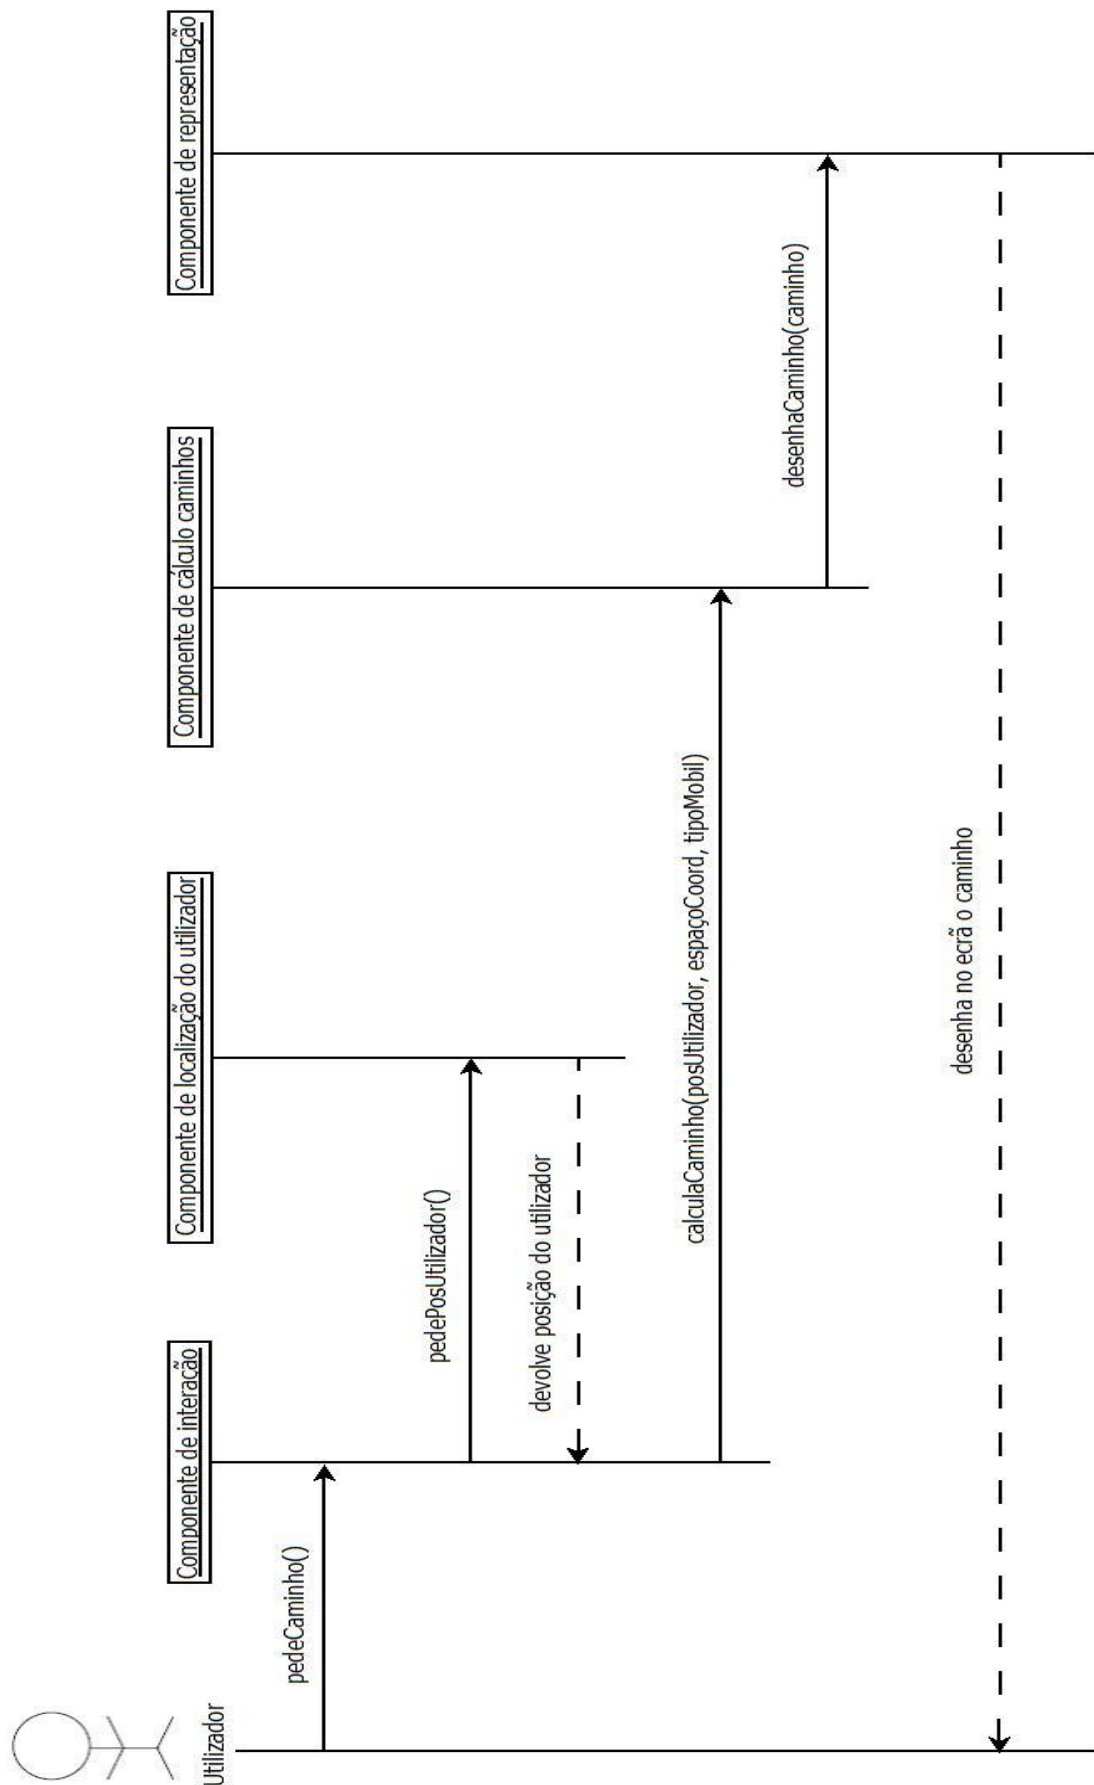 Utilizador
Componente de interação
Componente de localização do utilizador
Componente de cálculo caminhos
Componente de representação
pedeCaminho()
pedePosUtilizador()
devolve posição do utilizador
calculaCaminho(posUtilizador, espaçoCoord, tipoMobil)
desenhaCaminho(caminho)
desenha no ecrã o caminho